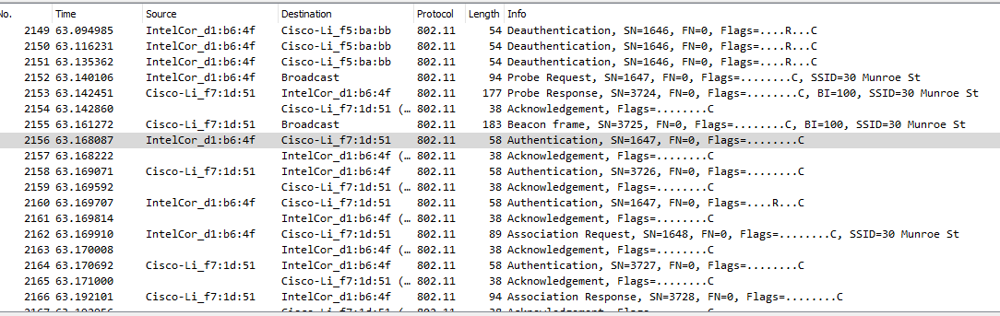 No. Time Source Destination Protocol Length Info
2149 63.094985 IntelCor_d1:b6:4f Cisco-Li_f5:ba:bb 802.11 54 Deauthentication, SN=1646, FN=0, Flags=....R...C
2150 63.116231 IntelCor_d1:b6:4f Cisco-Li_f5:ba:bb 802.11 54 Deauthentication, SN=1646, FN=0, Flags=....R...C
2151 63.135362 IntelCor_d1:b6:4f Cisco-Li_f5:ba:bb 802.11 54 Deauthentication, SN=1646, FN=0, Flags=....R...C
2152 63.140106 IntelCor_d1:b6:4f Broadcast 802.11 94 Probe Request, SN=1647, FN=0, Flags=........C, SSID=30 Munroe St
2153 63.142451 Cisco-Li_f7:1d:51 IntelCor_d1:b6:4f 802.11 177 Probe Response, SN=3724, FN=0, Flags=........C, BI=100, SSID=30 Munroe St
2154 63.142860 Cisco-Li_f7:1d:51 (… 802.11 38 Acknowledgement, Flags=........C
2155 63.161272 Cisco-Li_f7:1d:51 Broadcast 802.11 183 Beacon frame, SN=3725, FN=0, Flags=........C, BI=100, SSID=30 Munroe St
2156 63.168087 IntelCor_d1:b6:4f Cisco-Li_f7:1d:51 802.11 58 Authentication, SN=1647, FN=0, Flags=........C
2157 63.168222 IntelCor_d1:b6:4f (… 802.11 38 Acknowledgement, Flags=........C
2158 63.169071 Cisco-Li_f7:1d:51 IntelCor_d1:b6:4f 802.11 58 Authentication, SN=3726, FN=0, Flags=........C
2159 63.169592 Cisco-Li_f7:1d:51 (… 802.11 38 Acknowledgement, Flags=........C
2160 63.169707 IntelCor_d1:b6:4f Cisco-Li_f7:1d:51 802.11 58 Authentication, SN=1647, FN=0, Flags=....R...C
2161 63.169814 IntelCor_d1:b6:4f (… 802.11 38 Acknowledgement, Flags=........C
2162 63.169910 IntelCor_d1:b6:4f Cisco-Li_f7:1d:51 802.11 89 Association Request, SN=1648, FN=0, Flags=........C, SSID=30 Munroe St
2163 63.170008 IntelCor_d1:b6:4f (… 802.11 38 Acknowledgement, Flags=........C
2164 63.170692 Cisco-Li_f7:1d:51 IntelCor_d1:b6:4f 802.11 58 Authentication, SN=3727, FN=0, Flags=........C
2165 63.171000 Cisco-Li_f7:1d:51 (… 802.11 38 Acknowledgement, Flags=........C
2166 63.192101 Cisco-Li_f7:1d:51 IntelCor_d1:b6:4f 802.11 94 Association Response, SN=3728, FN=0, Flags=........C